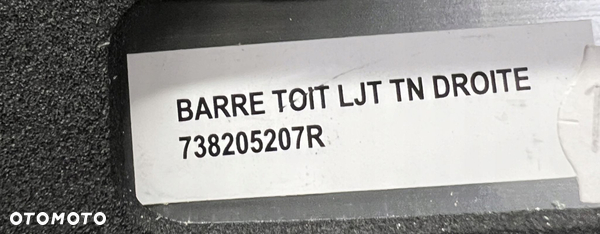 BARRE TOIT LJT TN DROITE
738205207R
OTOMOTO